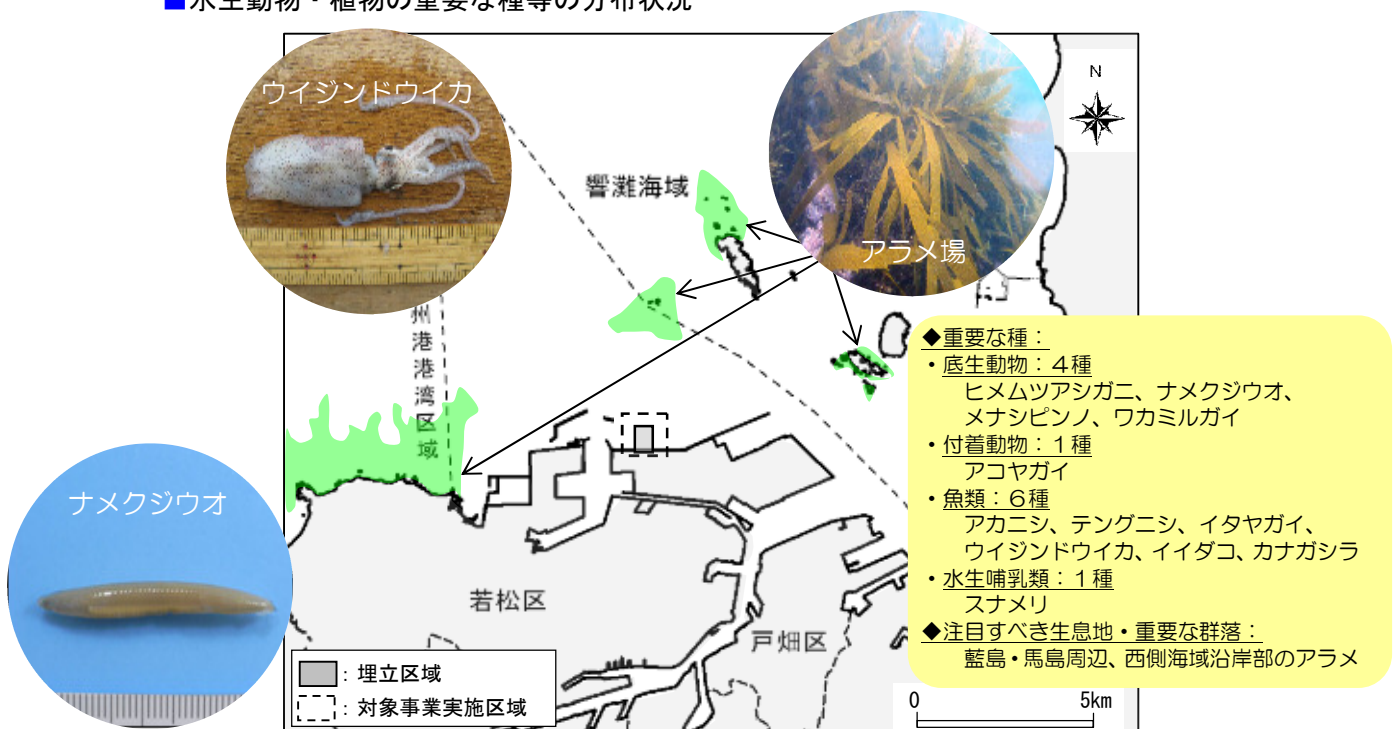 ■水生動物・植物の重要な種等の分布状況
ウイジンドウイカ
アラメ場
N
響灘海域
州港港湾区域
ナメクジウオ
◆重要な種：
・底生動物：４種
ヒメムツアシガニ、ナメクジウオ、
メナシピンノ、ワカミルガイ
・付着動物：１種
アコヤガイ
・魚類：６種
アカニシ、テングニシ、イタヤガイ、
ウイジンドウイカ、イイダコ、カナガシラ
・水生哺乳類：１種
スナメリ
◆注目すべき生息地・重要な群落：
藍島・馬島周辺、西側海域沿岸部のアラメ
若松区
戸畑区
：埋立区域
：対象事業実施区域
0 5km